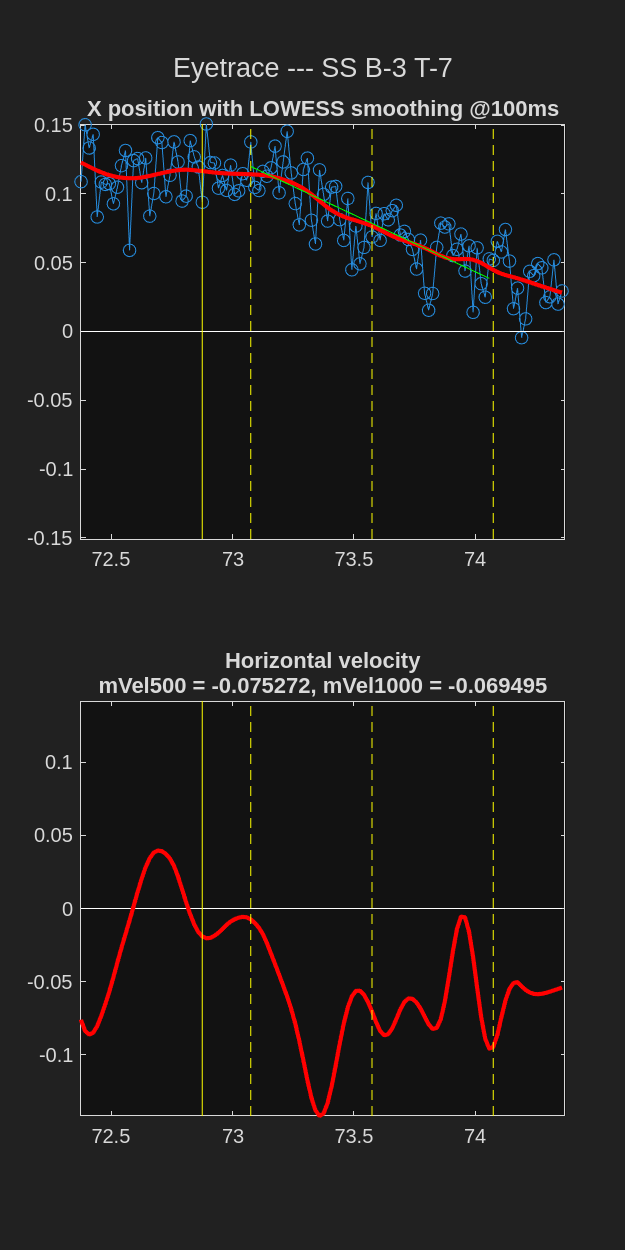 Eyetrace --- SS B-3 T-7
X position with LOWESS smoothing @100ms
0.15
0.1
0.05
0
-0.05
-0.1
-0.15
72.5 73 73.5 74
Horizontal velocity
mVel500 = -0.075272, mVel1000 = -0.069495
0.1
0.05
0
-0.05
-0.1
72.5 73 73.5 74